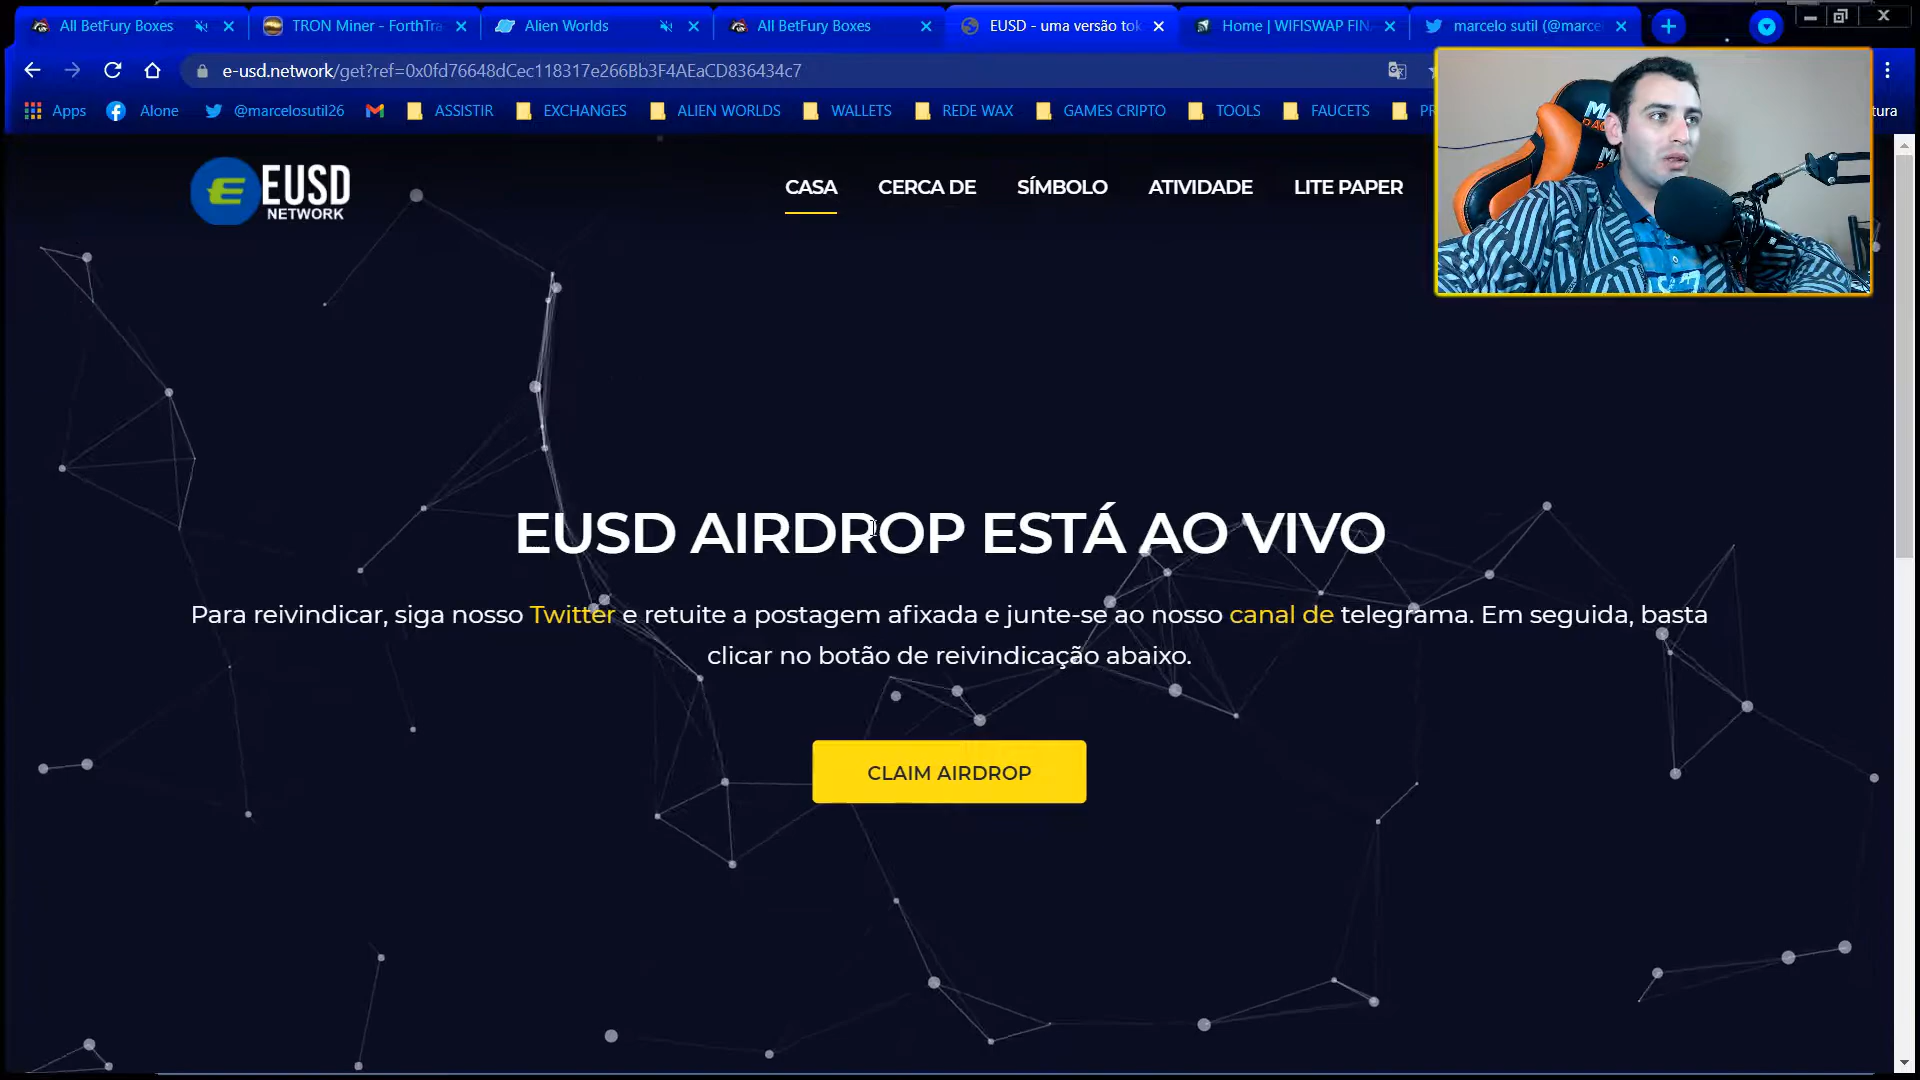 All BetFury Boxes
TRON Miner - ForthTra
Alien Worlds
All BetFury Boxes
EUSD - uma versão tok
Home | WIFISWAP FIN
marcelo sutil (@marce
e-usd.network/get?ref=0x0fd76648dCec118317e266Bb3F4AEaCD836434c7
Apps
Alone
@marcelosutil26
ASSISTIR
EXCHANGES
ALIEN WORLDS
WALLETS
REDE WAX
GAMES CRIPTO
TOOLS
FAUCETS
PR
tura
EUSD
NETWORK
CASA
CERCA DE
SÍMBOLO
ATIVIDADE
LITE PAPER
EUSD AIRDROP ESTÁ AO VIVO
Para reivindicar, siga nosso Twitter e retuite a postagem afixada e junte-se ao nosso canal de telegrama. Em seguida, basta
clicar no botão de reivindicação abaixo.
CLAIM AIRDROP